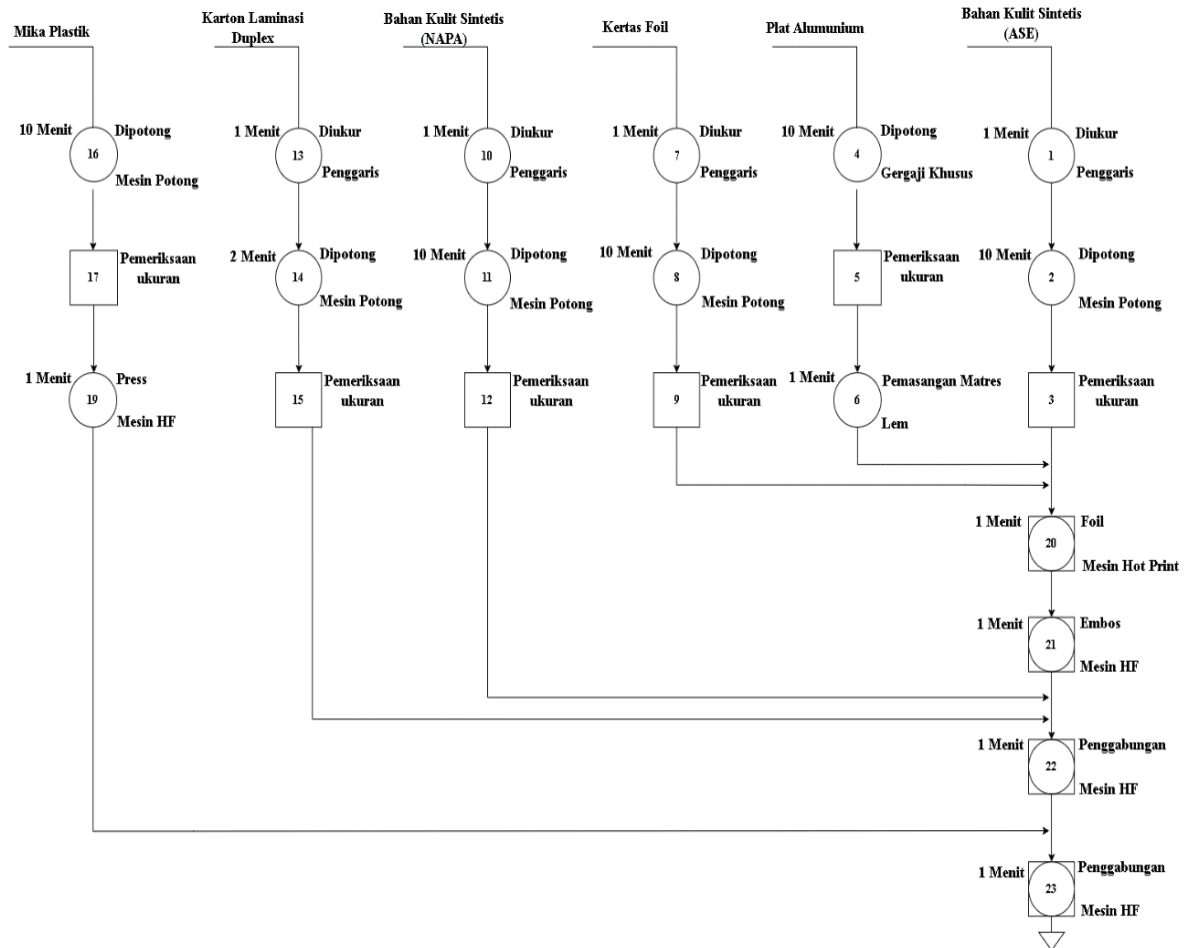 Mika Plastik
Karton Laminasi
Duplex
Bahan Kulit Sintetis
(NAPA)
Kertas Foil
Plat Alumunium
Bahan Kulit Sintetis
(ASE)
10 Menit
Dipotong
16
Mesin Potong
1 Menit
Diukur
13
Penggaris
1 Menit
Diukur
10
Penggaris
1 Menit
Diukur
7
Penggaris
10 Menit
Dipotong
4
Gergaji Khusus
1 Menit
Diukur
1
Penggaris
Pemeriksaan
17
ukuran
2 Menit
Dipotong
14
Mesin Potong
10 Menit
Dipotong
11
Mesin Potong
10 Menit
Dipotong
8
Mesin Potong
Pemeriksaan
5
ukuran
10 Menit
Dipotong
2
Mesin Potong
1 Menit
Press
19
Mesin HF
Pemeriksaan
15
ukuran
Pemeriksaan
12
ukuran
Pemeriksaan
9
ukuran
1 Menit
Pemasangan Matres
6
Lem
Pemeriksaan
3
ukuran
1 Menit
Foil
20
Mesin Hot Print
1 Menit
Embos
21
Mesin HF
1 Menit
Penggabungan
22
Mesin HF
1 Menit
Penggabungan
23
Mesin HF